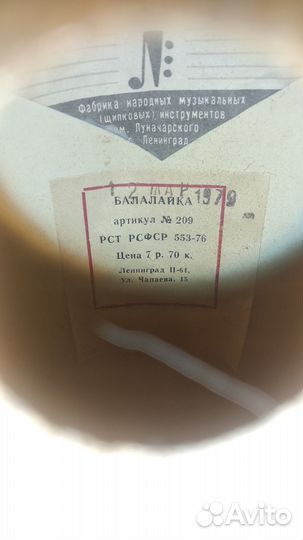 Фабрика народных музыкальных
(щипковых) инструментов
им. Луначарского
г. Ленинград
12 МАР 1979
БАЛАЛАЙКА
артикул № 209
РСТ РСФСР 553-76
Цена 7 р. 70 к.
Ленинград П-61,
ул. Чапаева, 15
Avito